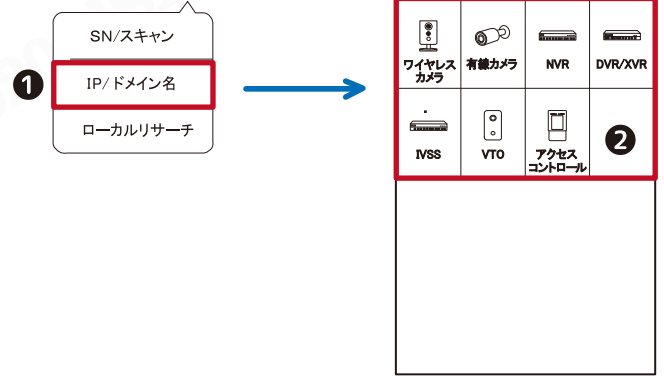 SN/スキャン
❶
IP/ドメイン名
ローカルリサーチ
ワイヤレス
カメラ
有線カメラ
NVR
DVR/XVR
IVSS
VTO
アクセス
コントロール
❷